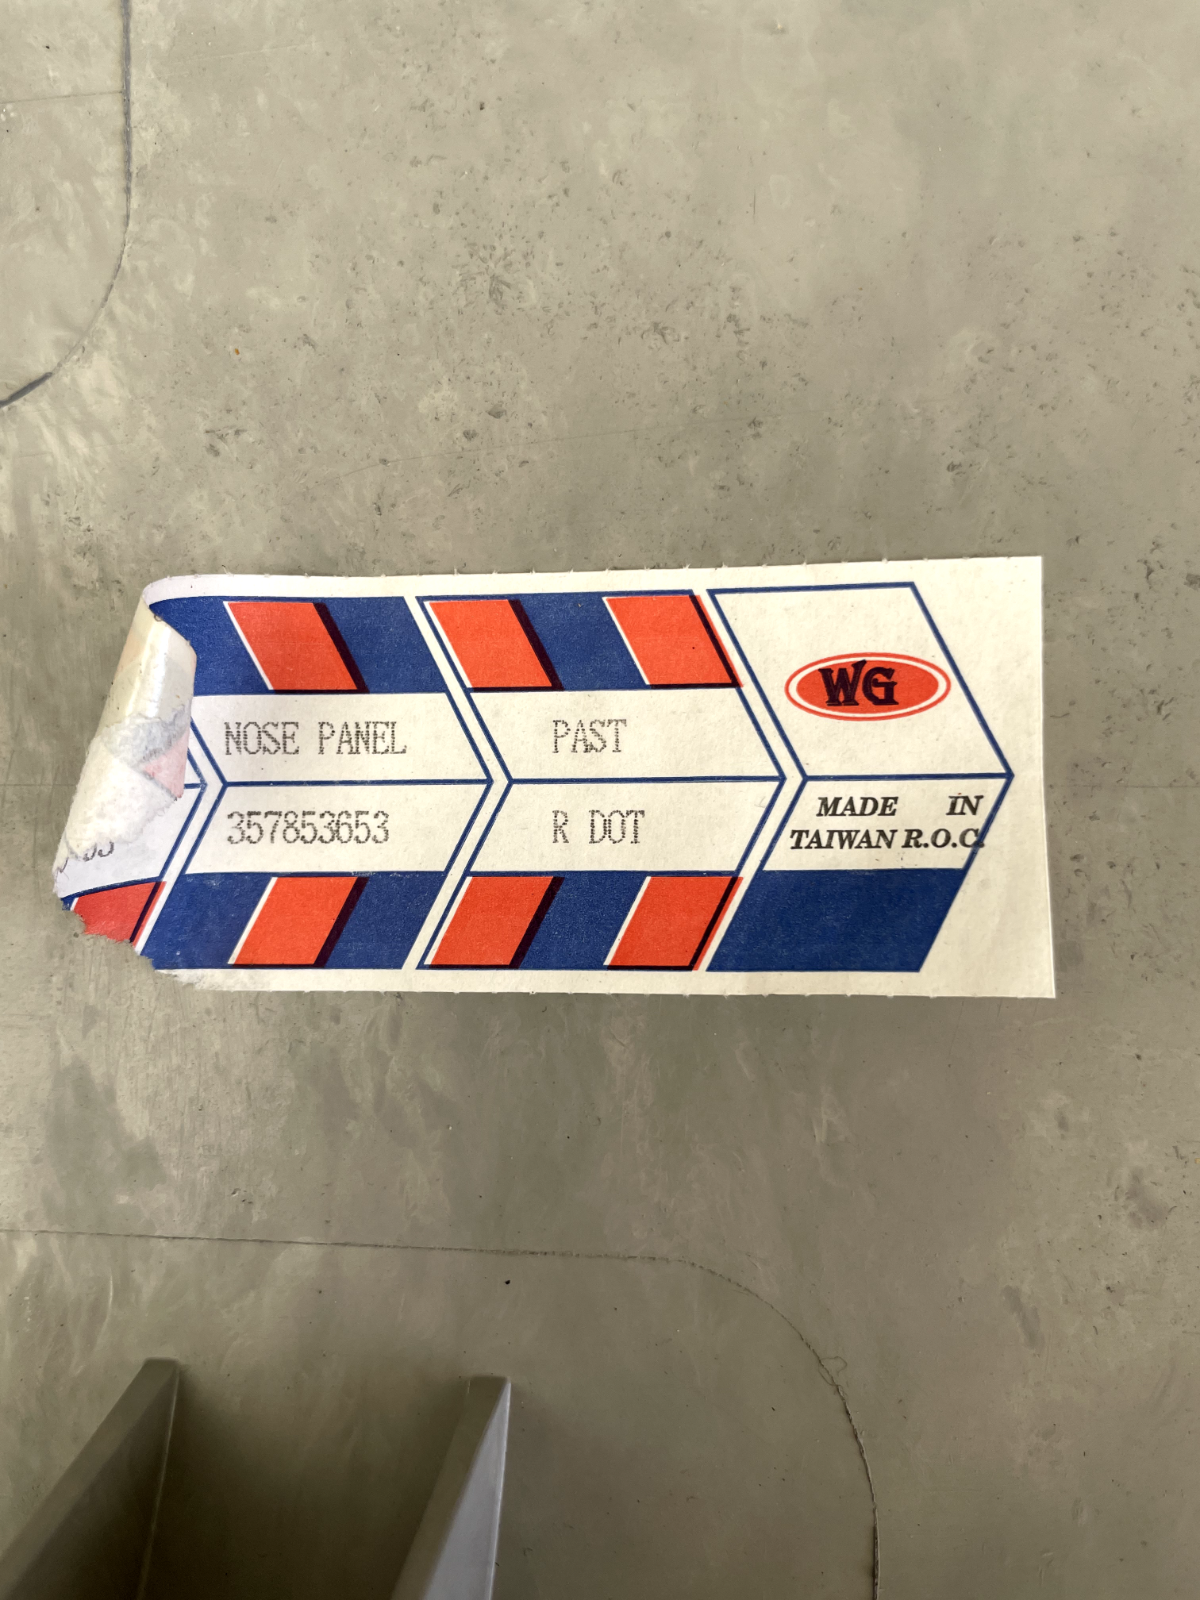 NOSE PANEL
357853653
PAST
R DOT
WG
MADE IN
TAIWAN R.O.C.